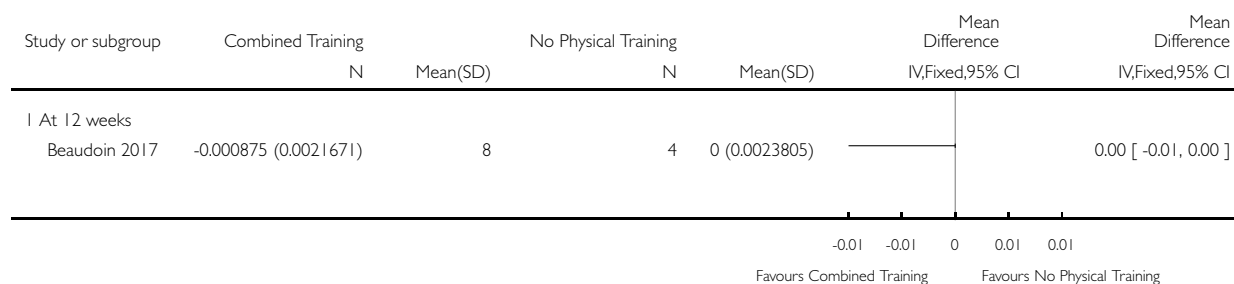 Study or subgroup Combined Training No Physical Training Mean Difference Mean Difference
N Mean(SD) N Mean(SD) IV,Fixed,95% CI IV,Fixed,95% CI
1 At 12 weeks
Beaudoin 2017 -0.000875 (0.0021671) 8 4 0 (0.0023805) 0.00 [ -0.01, 0.00 ]
-0.01 -0.01 0 0.01 0.01
Favours Combined Training Favours No Physical Training